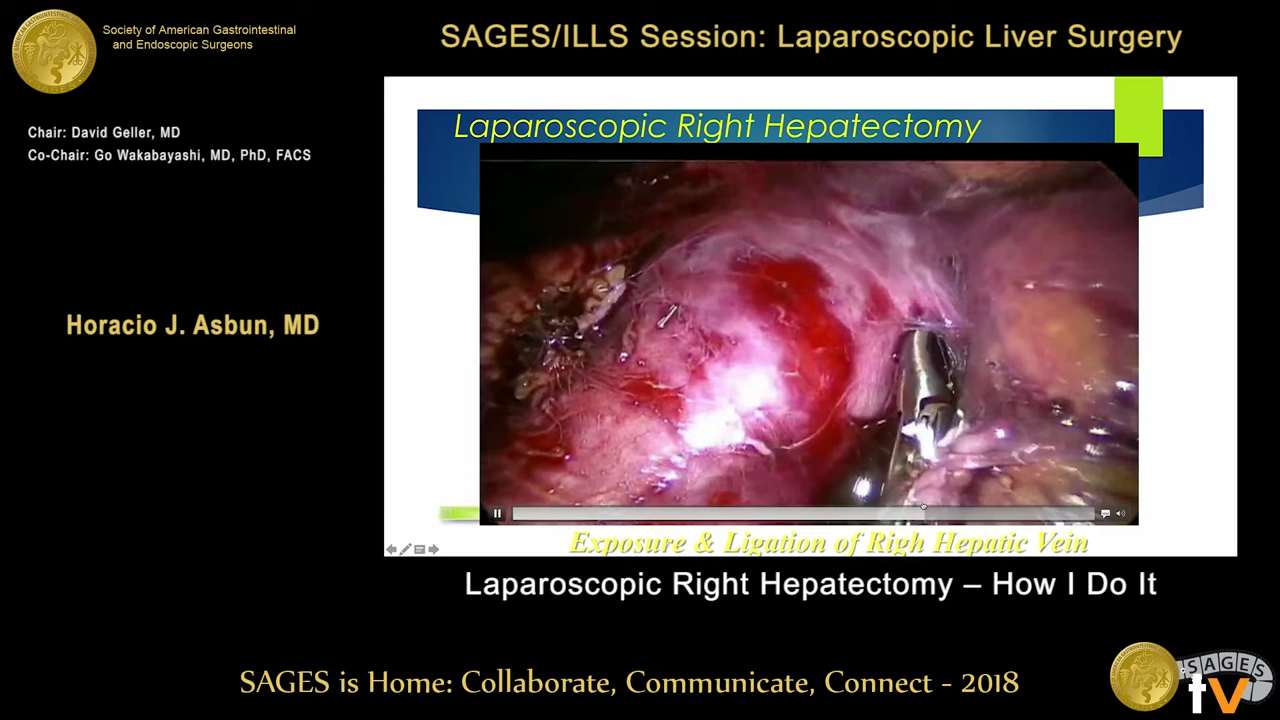 Society of American Gastrointestinal
and Endoscopic Surgeons
SAGES/ILLS Session: Laparoscopic Liver Surgery
Chair: David Geller, MD
Co-Chair: Go Wakabayashi, MD, PhD, FACS
Horacio J. Asbun, MD
Laparoscopic Right Hepatectomy
Exposure & Ligation of Righ Hepatic Vein
Laparoscopic Right Hepatectomy – How I Do It
SAGES is Home: Collaborate, Communicate, Connect - 2018
SAGES
tv